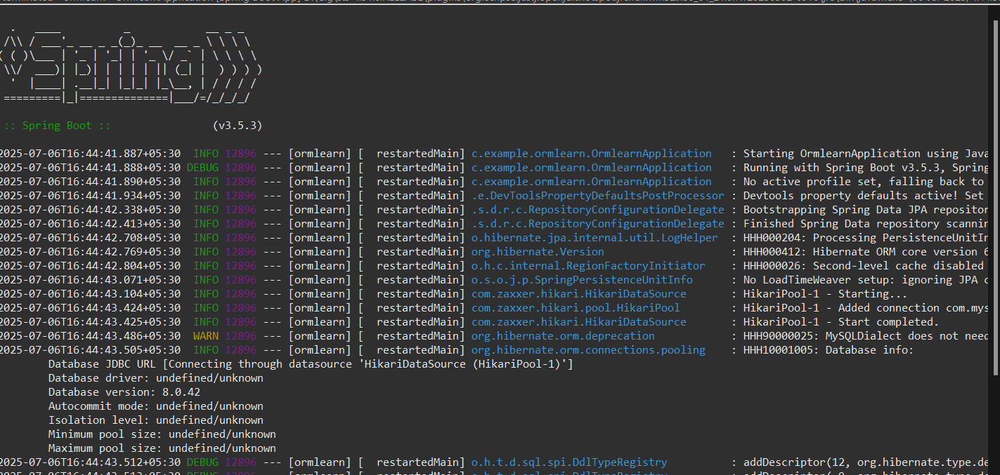 :: Spring Boot ::                (v3.5.3)
2025-07-06T16:44:41.887+05:30  INFO 12896 --- [ormlearn] [  restartedMain] c.example.ormlearn.OrmlearnApplication   : Starting OrmlearnApplication using Java
2025-07-06T16:44:41.888+05:30 DEBUG 12896 --- [ormlearn] [  restartedMain] c.example.ormlearn.OrmlearnApplication   : Running with Spring Boot v3.5.3, Spring
2025-07-06T16:44:41.890+05:30  INFO 12896 --- [ormlearn] [  restartedMain] c.example.ormlearn.OrmlearnApplication   : No active profile set, falling back to
2025-07-06T16:44:41.934+05:30  INFO 12896 --- [ormlearn] [  restartedMain] .e.DevToolsPropertyDefaultsPostProcessor : Devtools property defaults active! Set
2025-07-06T16:44:42.338+05:30  INFO 12896 --- [ormlearn] [  restartedMain] .s.d.r.c.RepositoryConfigurationDelegate : Bootstrapping Spring Data JPA repositor
2025-07-06T16:44:42.413+05:30  INFO 12896 --- [ormlearn] [  restartedMain] .s.d.r.c.RepositoryConfigurationDelegate : Finished Spring Data repository scannin
2025-07-06T16:44:42.708+05:30  INFO 12896 --- [ormlearn] [  restartedMain] o.hibernate.jpa.internal.util.LogHelper  : HHH000204: Processing PersistenceUnitIn
2025-07-06T16:44:42.769+05:30  INFO 12896 --- [ormlearn] [  restartedMain] org.hibernate.Version                    : HHH000412: Hibernate ORM core version 6
2025-07-06T16:44:42.804+05:30  INFO 12896 --- [ormlearn] [  restartedMain] o.h.c.internal.RegionFactoryInitiator    : HHH000026: Second-level cache disabled
2025-07-06T16:44:43.071+05:30  INFO 12896 --- [ormlearn] [  restartedMain] o.s.o.j.p.SpringPersistenceUnitInfo      : No LoadTimeWeaver setup: ignoring JPA c
2025-07-06T16:44:43.104+05:30  INFO 12896 --- [ormlearn] [  restartedMain] com.zaxxer.hikari.HikariDataSource       : HikariPool-1 - Starting...
2025-07-06T16:44:43.424+05:30  INFO 12896 --- [ormlearn] [  restartedMain] com.zaxxer.hikari.pool.HikariPool        : HikariPool-1 - Added connection com.mys
2025-07-06T16:44:43.425+05:30  INFO 12896 --- [ormlearn] [  restartedMain] com.zaxxer.hikari.HikariDataSource       : HikariPool-1 - Start completed.
2025-07-06T16:44:43.486+05:30  WARN 12896 --- [ormlearn] [  restartedMain] org.hibernate.orm.deprecation            : HHH90000025: MySQLDialect does not need
2025-07-06T16:44:43.505+05:30  INFO 12896 --- [ormlearn] [  restartedMain] org.hibernate.orm.connections.pooling    : HHH10001005: Database info:
Database JDBC URL [Connecting through datasource 'HikariDataSource (HikariPool-1)']
Database driver: undefined/unknown
Database version: 8.0.42
Autocommit mode: undefined/unknown
Isolation level: undefined/unknown
Minimum pool size: undefined/unknown
Maximum pool size: undefined/unknown
2025-07-06T16:44:43.512+05:30 DEBUG 12896 --- [ormlearn] [  restartedMain] o.h.t.d.sql.spi.DdlTypeRegistry          : addDescriptor(12, org.hibernate.type.de